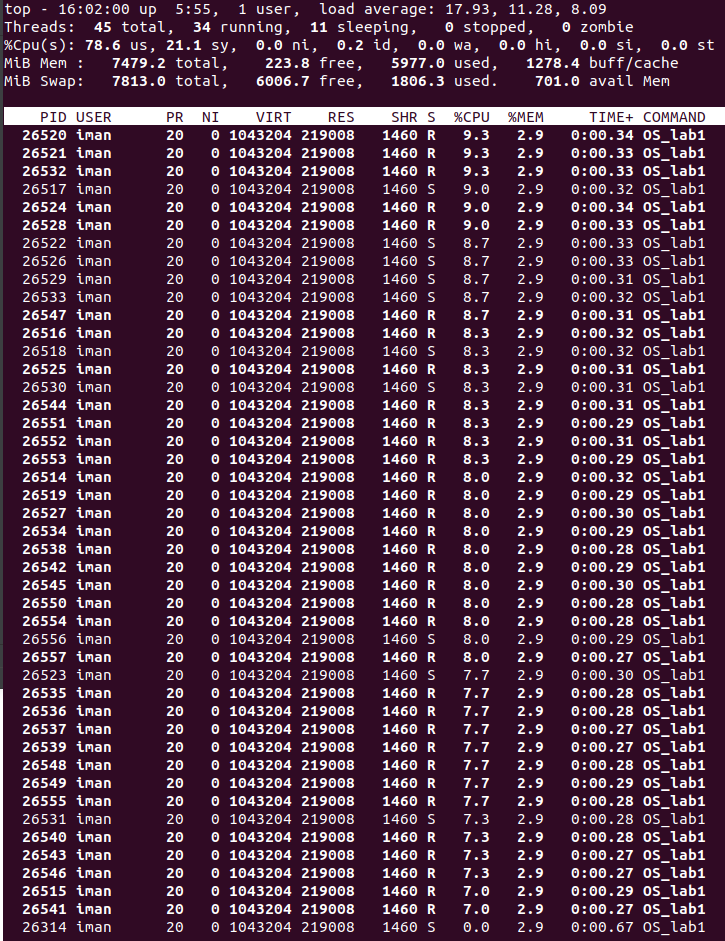 top - 16:02:00 up  5:55,  1 user,  load average: 17.93, 11.28, 8.09
Threads:  45 total,  34 running,  11 sleeping,   0 stopped,   0 zombie
%Cpu(s): 78.6 us, 21.1 sy,  0.0 ni,  0.2 id,  0.0 wa,  0.0 hi,  0.0 si,  0.0 st
MiB Mem :   7479.2 total,    223.8 free,   5977.0 used,   1278.4 buff/cache
MiB Swap:   7813.0 total,   6006.7 free,   1806.3 used.    701.0 avail Mem
PID USER      PR  NI    VIRT    RES    SHR S  %CPU  %MEM     TIME+ COMMAND
26520 iman      20   0 1043204 219008   1460 R   9.3   2.9   0:00.34 OS_lab1
26521 iman      20   0 1043204 219008   1460 R   9.3   2.9   0:00.33 OS_lab1
26532 iman      20   0 1043204 219008   1460 R   9.3   2.9   0:00.33 OS_lab1
26517 iman      20   0 1043204 219008   1460 S   9.0   2.9   0:00.32 OS_lab1
26524 iman      20   0 1043204 219008   1460 R   9.0   2.9   0:00.34 OS_lab1
26528 iman      20   0 1043204 219008   1460 R   9.0   2.9   0:00.33 OS_lab1
26522 iman      20   0 1043204 219008   1460 S   8.7   2.9   0:00.33 OS_lab1
26526 iman      20   0 1043204 219008   1460 S   8.7   2.9   0:00.33 OS_lab1
26529 iman      20   0 1043204 219008   1460 S   8.7   2.9   0:00.31 OS_lab1
26533 iman      20   0 1043204 219008   1460 S   8.7   2.9   0:00.32 OS_lab1
26547 iman      20   0 1043204 219008   1460 R   8.7   2.9   0:00.31 OS_lab1
26516 iman      20   0 1043204 219008   1460 R   8.3   2.9   0:00.32 OS_lab1
26518 iman      20   0 1043204 219008   1460 S   8.3   2.9   0:00.32 OS_lab1
26525 iman      20   0 1043204 219008   1460 R   8.3   2.9   0:00.31 OS_lab1
26530 iman      20   0 1043204 219008   1460 S   8.3   2.9   0:00.31 OS_lab1
26544 iman      20   0 1043204 219008   1460 R   8.3   2.9   0:00.31 OS_lab1
26551 iman      20   0 1043204 219008   1460 R   8.3   2.9   0:00.29 OS_lab1
26552 iman      20   0 1043204 219008   1460 R   8.3   2.9   0:00.31 OS_lab1
26553 iman      20   0 1043204 219008   1460 R   8.3   2.9   0:00.29 OS_lab1
26514 iman      20   0 1043204 219008   1460 R   8.0   2.9   0:00.32 OS_lab1
26519 iman      20   0 1043204 219008   1460 R   8.0   2.9   0:00.29 OS_lab1
26527 iman      20   0 1043204 219008   1460 R   8.0   2.9   0:00.30 OS_lab1
26534 iman      20   0 1043204 219008   1460 R   8.0   2.9   0:00.29 OS_lab1
26538 iman      20   0 1043204 219008   1460 R   8.0   2.9   0:00.28 OS_lab1
26542 iman      20   0 1043204 219008   1460 R   8.0   2.9   0:00.29 OS_lab1
26545 iman      20   0 1043204 219008   1460 R   8.0   2.9   0:00.30 OS_lab1
26550 iman      20   0 1043204 219008   1460 R   8.0   2.9   0:00.28 OS_lab1
26554 iman      20   0 1043204 219008   1460 R   8.0   2.9   0:00.28 OS_lab1
26556 iman      20   0 1043204 219008   1460 S   8.0   2.9   0:00.29 OS_lab1
26557 iman      20   0 1043204 219008   1460 R   8.0   2.9   0:00.27 OS_lab1
26523 iman      20   0 1043204 219008   1460 S   7.7   2.9   0:00.30 OS_lab1
26535 iman      20   0 1043204 219008   1460 R   7.7   2.9   0:00.28 OS_lab1
26536 iman      20   0 1043204 219008   1460 R   7.7   2.9   0:00.28 OS_lab1
26537 iman      20   0 1043204 219008   1460 R   7.7   2.9   0:00.27 OS_lab1
26539 iman      20   0 1043204 219008   1460 R   7.7   2.9   0:00.28 OS_lab1
26548 iman      20   0 1043204 219008   1460 R   7.7   2.9   0:00.28 OS_lab1
26549 iman      20   0 1043204 219008   1460 R   7.7   2.9   0:00.29 OS_lab1
26555 iman      20   0 1043204 219008   1460 R   7.7   2.9   0:00.28 OS_lab1
26531 iman      20   0 1043204 219008   1460 S   7.3   2.9   0:00.28 OS_lab1
26540 iman      20   0 1043204 219008   1460 R   7.3   2.9   0:00.28 OS_lab1
26543 iman      20   0 1043204 219008   1460 R   7.3   2.9   0:00.27 OS_lab1
26546 iman      20   0 1043204 219008   1460 R   7.3   2.9   0:00.27 OS_lab1
26515 iman      20   0 1043204 219008   1460 R   7.0   2.9   0:00.29 OS_lab1
26541 iman      20   0 1043204 219008   1460 R   7.0   2.9   0:00.27 OS_lab1
26314 iman      20   0 1043204 219008   1460 S   0.0   2.9   0:00.67 OS_lab1